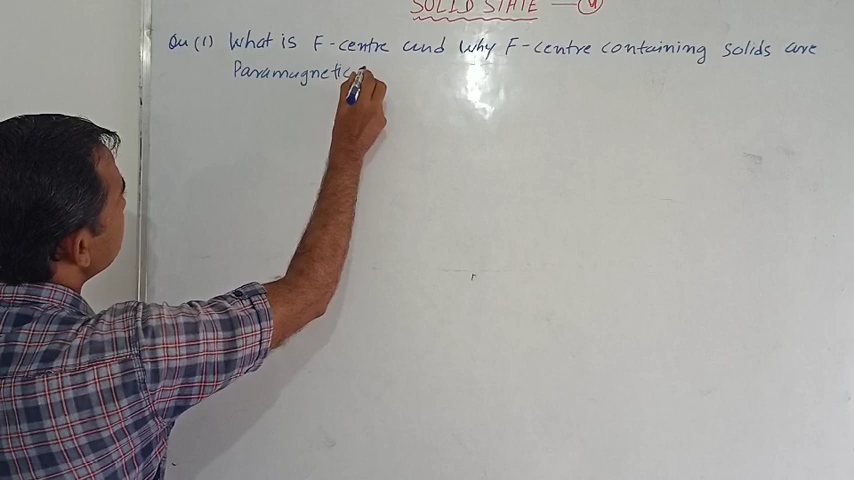 SOLID STATE —
Qu (1) What is F-centre and why F-centre containing solids are
Paramagnetic